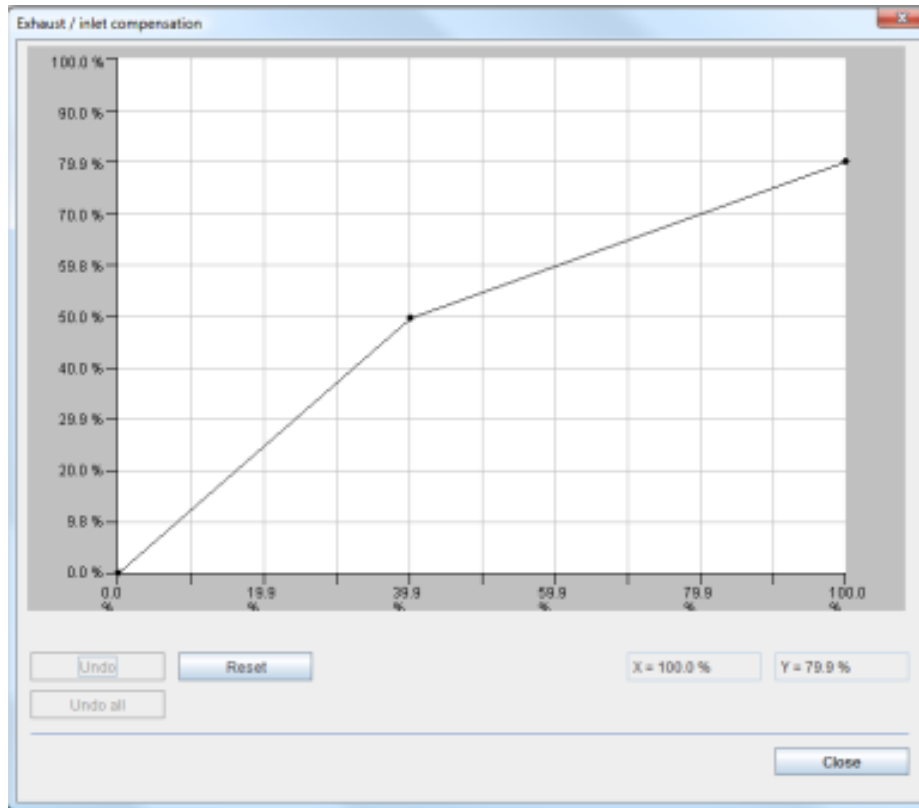 Exhaust / inlet compensation
x
100.0 %
90.0 %
79.9 %
70.0 %
59.8 %
50.0 %
40.0 %
29.9 %
20.0 %
9.8 %
0.0 %
0.0 19.9 39.9 59.9 79.9 100.0
% % % % % %
Undo Reset X = 100.0 % Y = 79.9 %
Undo all
Close